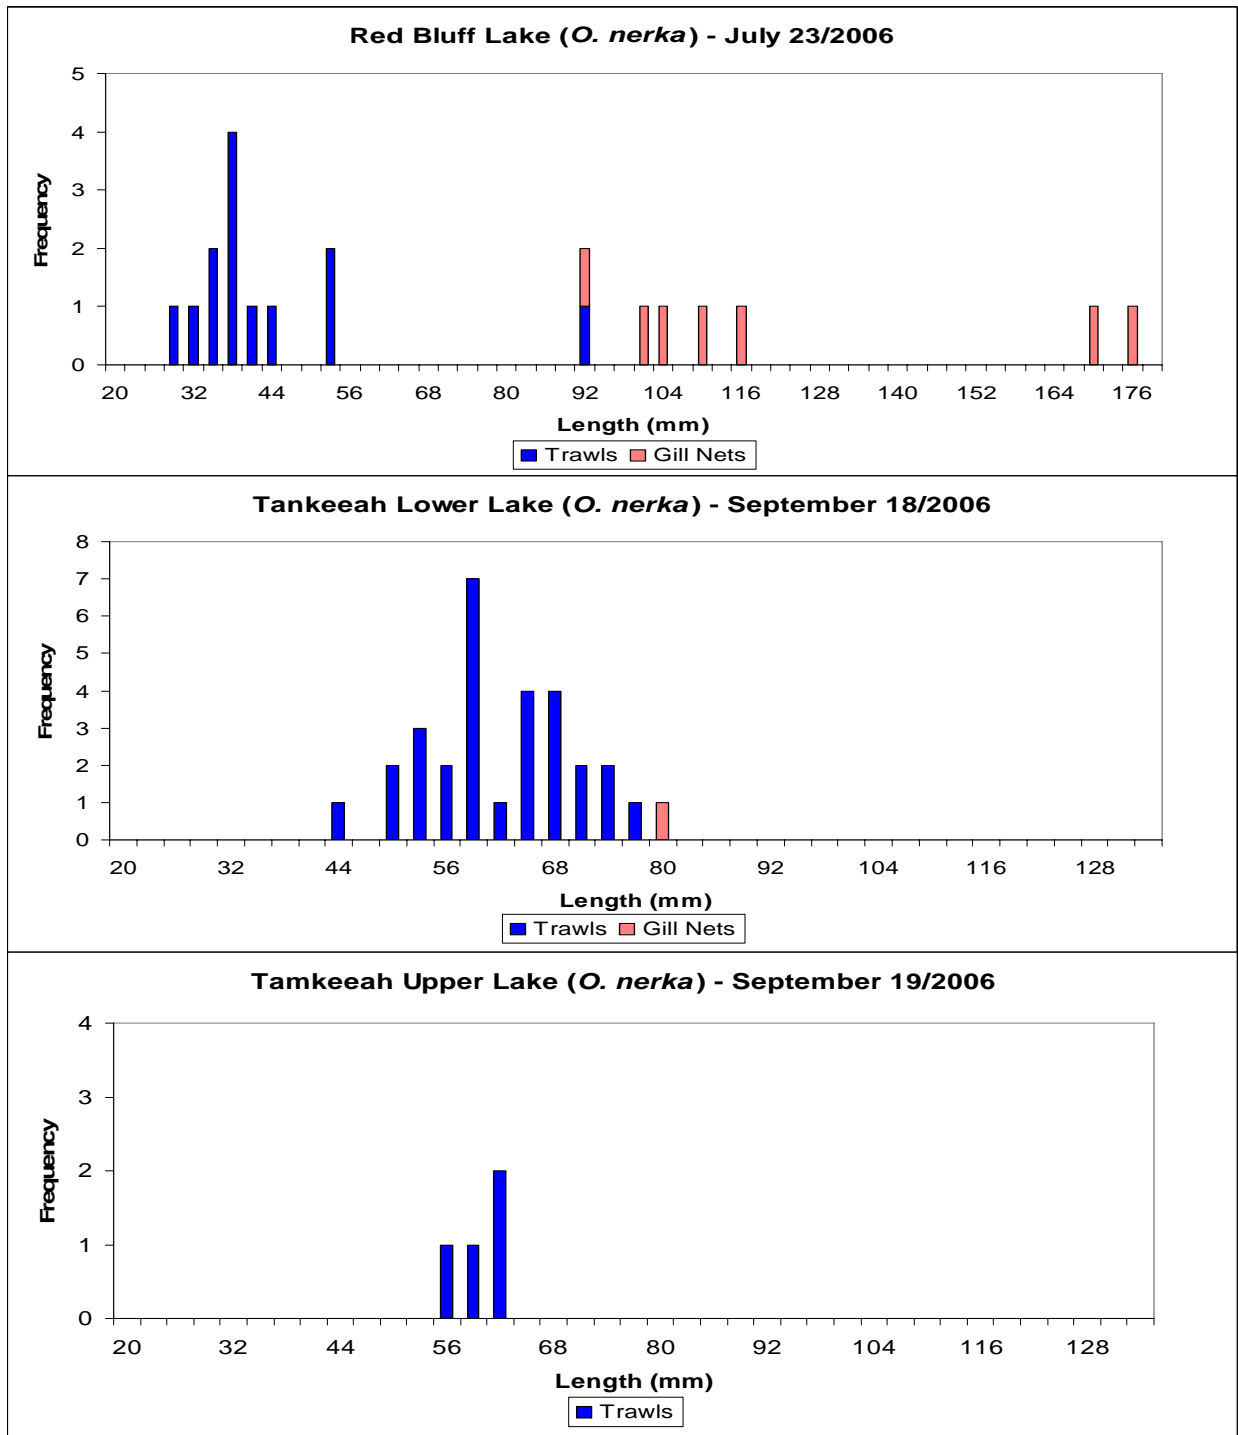 Red Bluff Lake (O. nerka) - July 23/2006
5
4
3
2
1
0
Frequency
20 32 44 56 68 80 92 104 116 128 140 152 164 176
Length (mm)
Trawls Gill Nets
Tankeeah Lower Lake (O. nerka) - September 18/2006
8
7
6
5
4
3
2
1
0
Frequency
20 32 44 56 68 80 92 104 116 128
Length (mm)
Trawls Gill Nets
Tamkeeah Upper Lake (O. nerka) - September 19/2006
4
3
2
1
0
Frequency
20 32 44 56 68 80 92 104 116 128
Length (mm)
Trawls